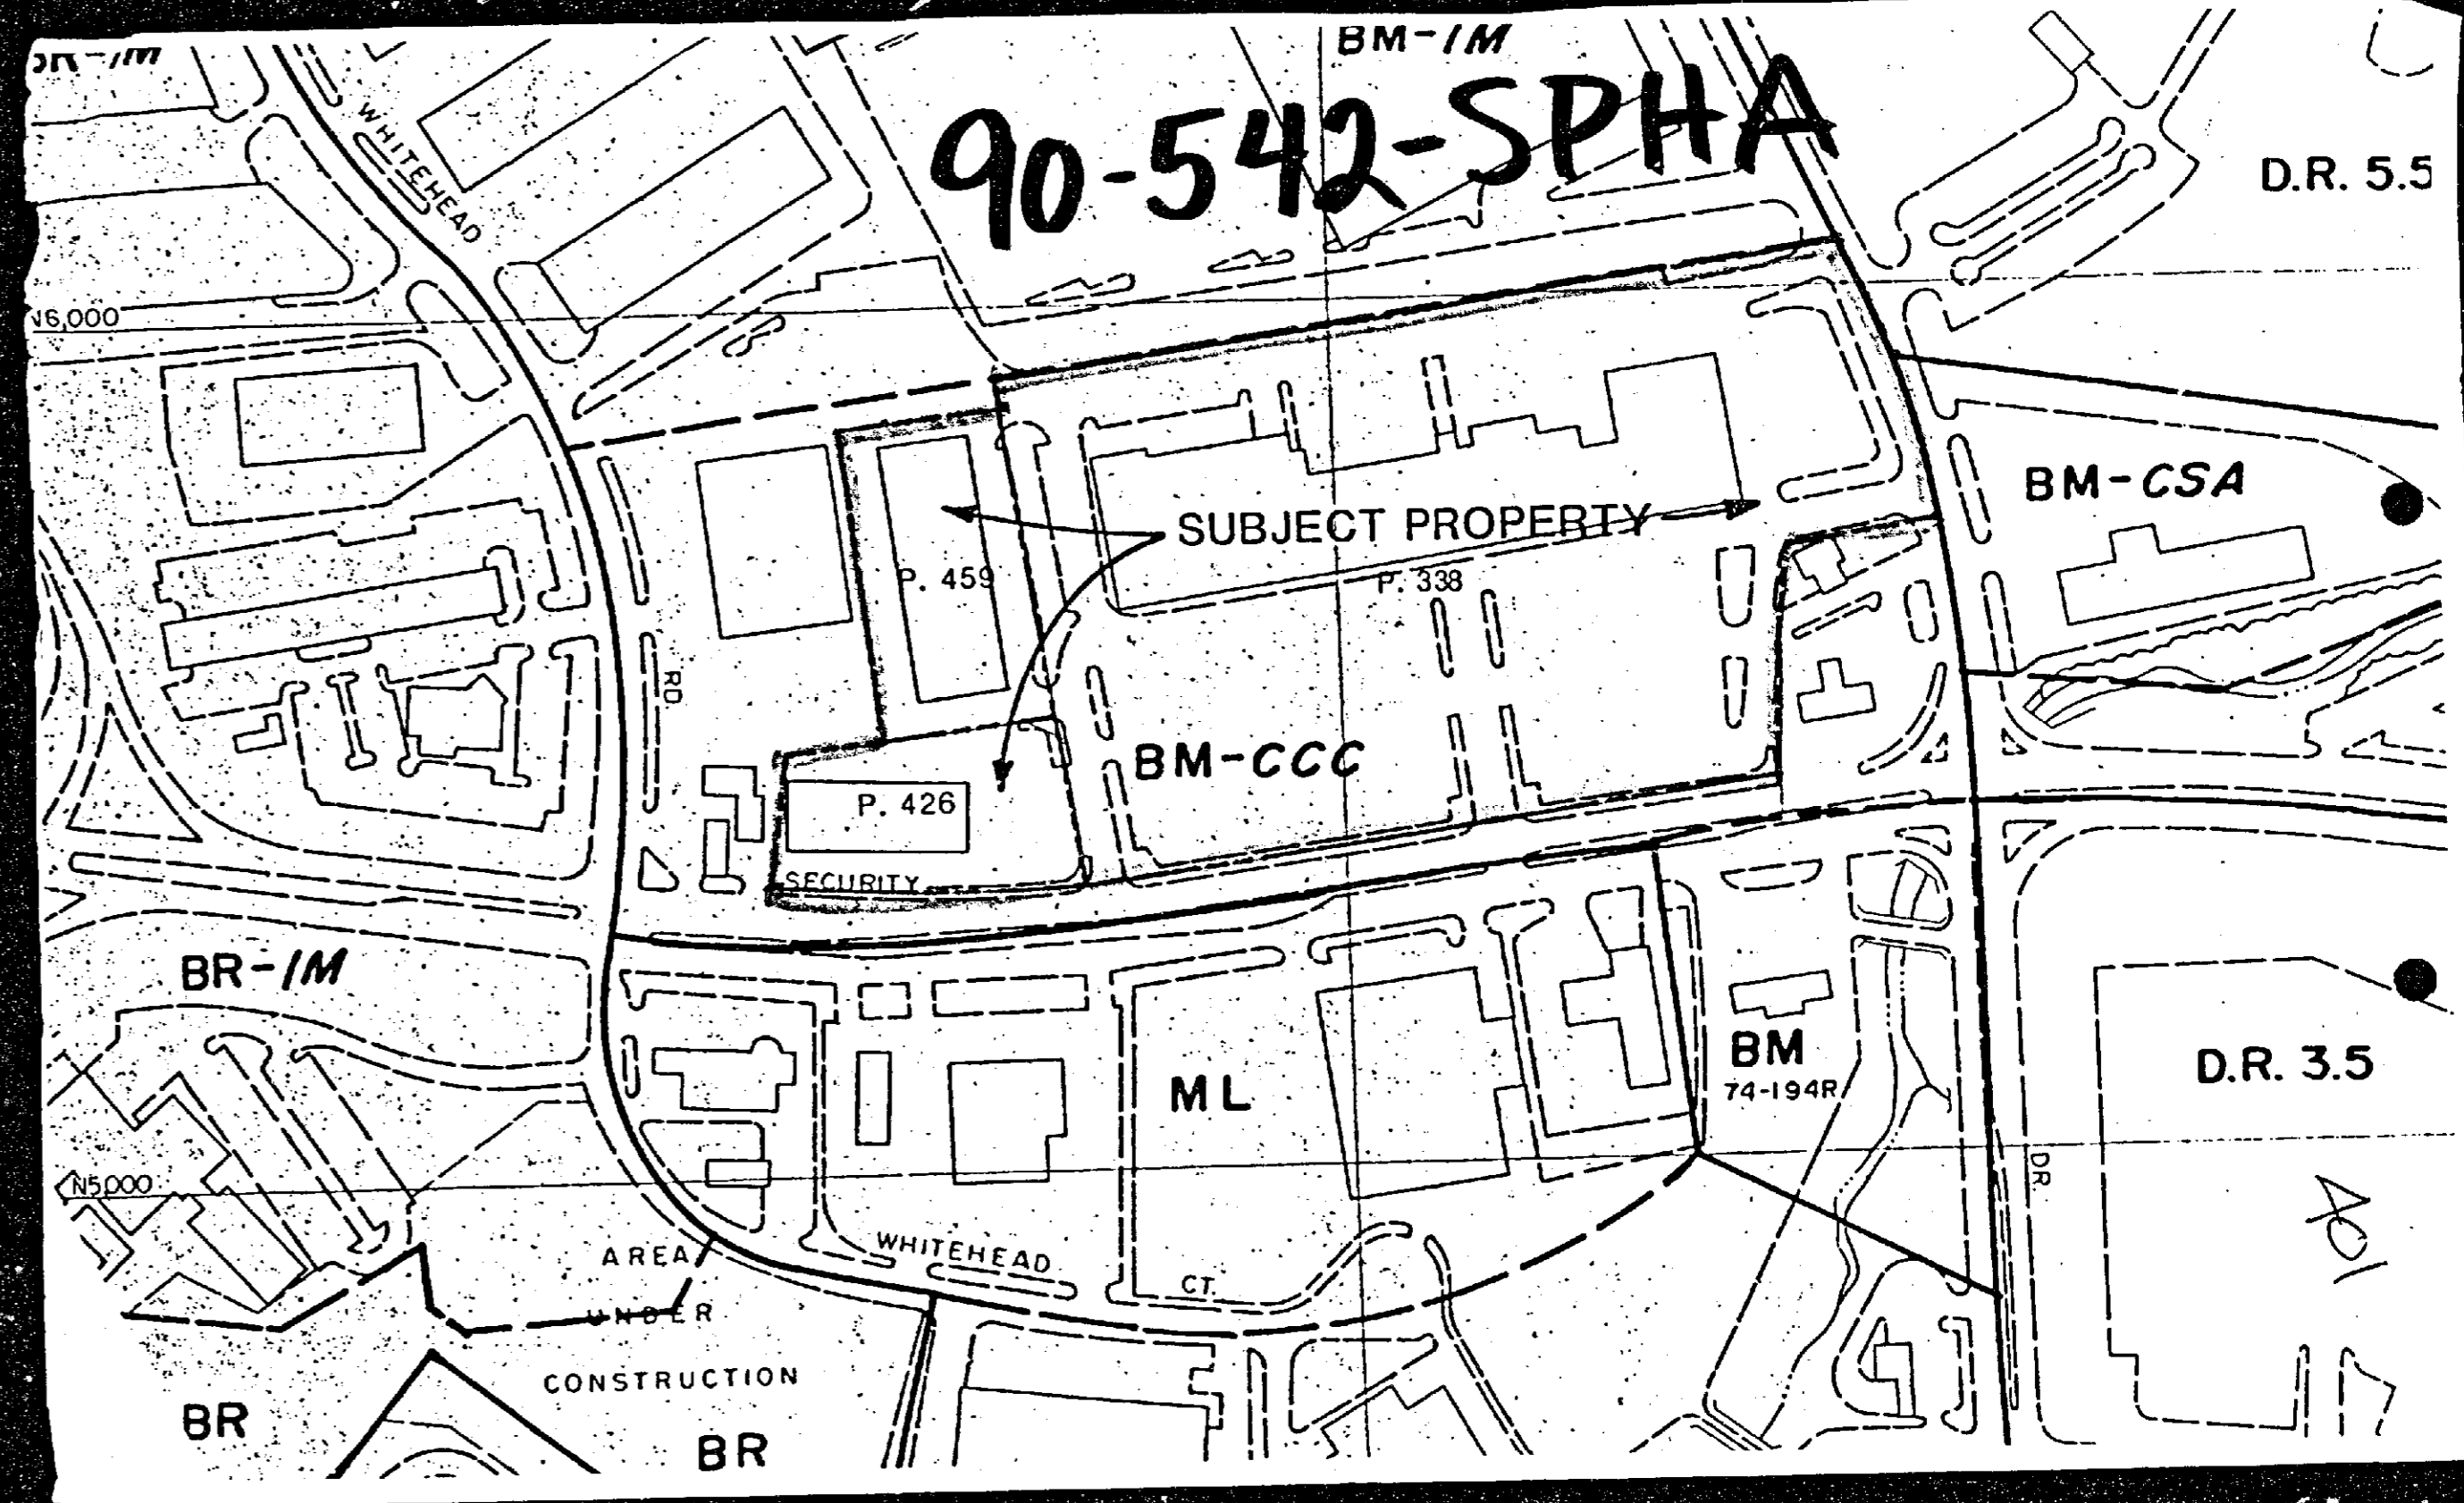 BR-IM
BM-IM
90-542-SPHA
WHITEHEAD
D.R. 5.5
N6,000
BM-CSA
SUBJECT PROPERTY
P. 459
P. 338
RD
BM-CCC
P. 426
SECURITY
BR-IM
BM
74-194R
D.R. 3.5
ML
N5,000
DR
WHITEHEAD
CT.
AREA
UNDER
CONSTRUCTION
BR
BR